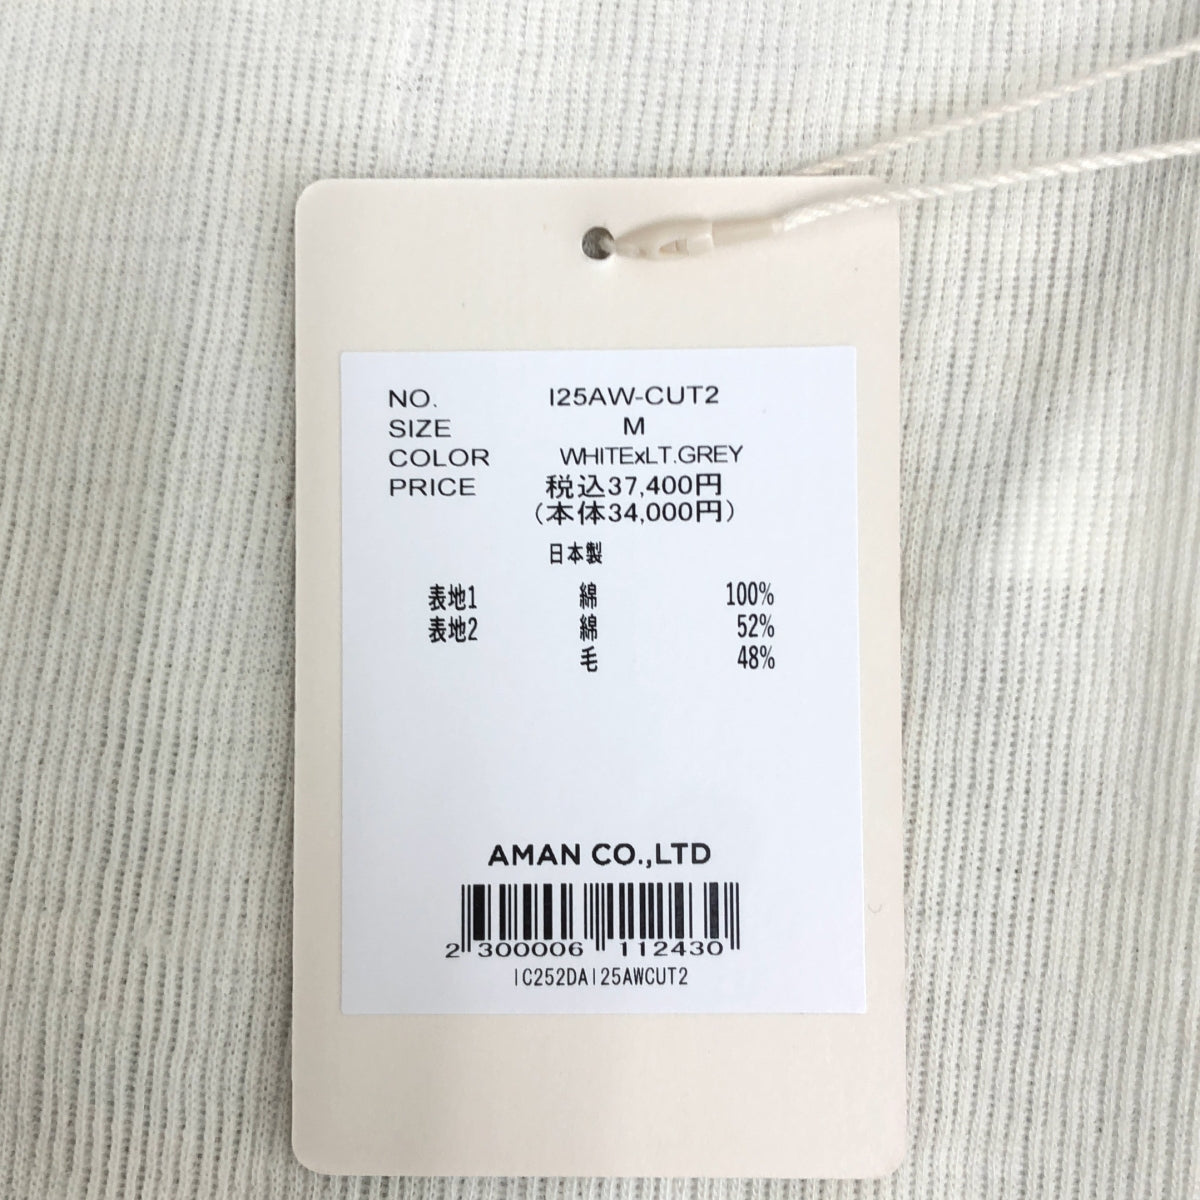 NO. I25AW-CUT2
SIZE M
COLOR WHITExLT.GREY
PRICE 税込37,400円
(本体34,000円)
日本製
表地1 綿 100%
表地2 綿 52%
毛 48%
AMAN CO.,LTD
2 300006 112430
IC252DAI25AWCUT2